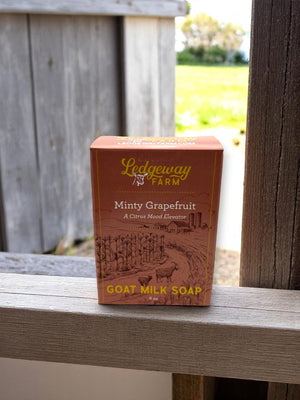 Ledgeway
FARM
Minty Grapefruit
A Citrus Mood Elevator
GOAT MILK SOAP